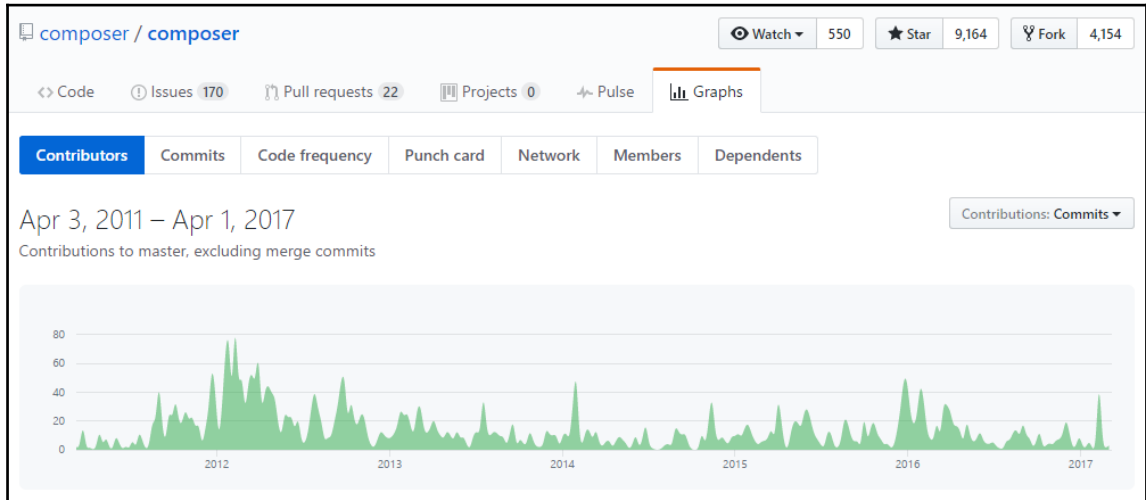 composer / composer Watch 550 Star 9,164 Fork 4,154
Code Issues 170 Pull requests 22 Projects 0 Pulse Graphs
Contributors Commits Code frequency Punch card Network Members Dependents
Apr 3, 2011 – Apr 1, 2017 Contributions: Commits
Contributions to master, excluding merge commits
80
60
40
20
0
2012 2013 2014 2015 2016 2017